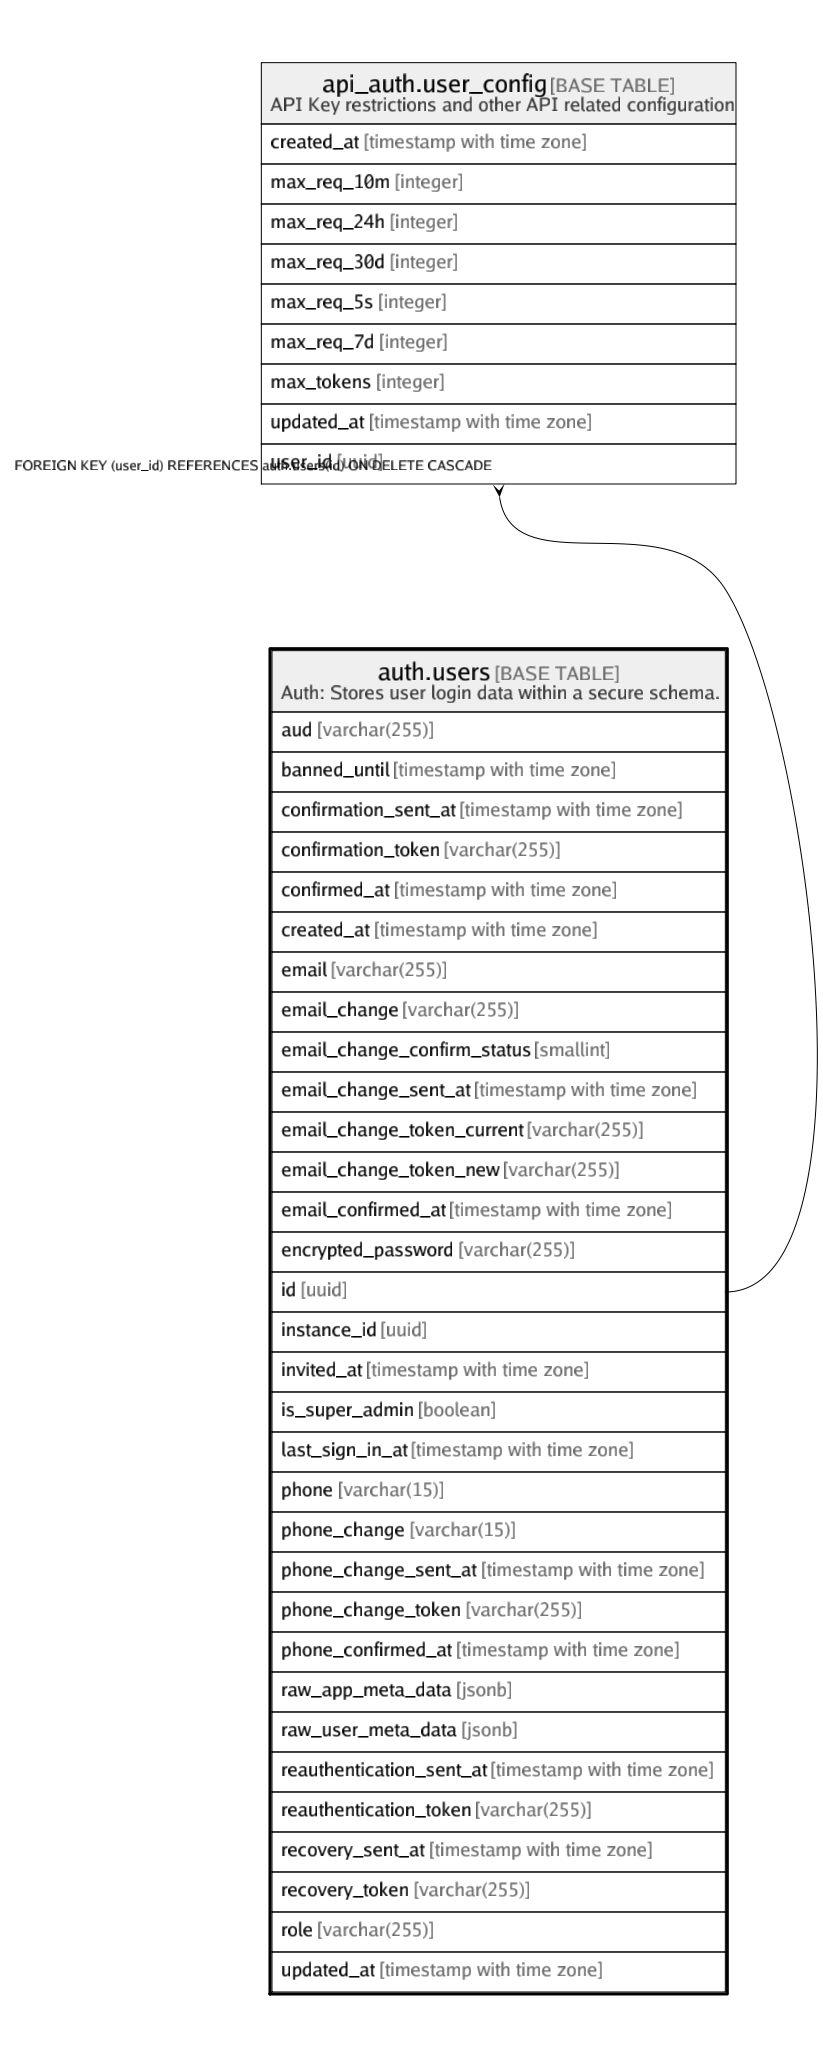 api_auth.user_config [BASE TABLE]
API Key restrictions and other API related configuration
created_at [timestamp with time zone]
max_req_10m [integer]
max_req_24h [integer]
max_req_30d [integer]
max_req_5s [integer]
max_req_7d [integer]
max_tokens [integer]
updated_at [timestamp with time zone]
user_id [uuid]
FOREIGN KEY (user_id) REFERENCES auth.users(id) ON DELETE CASCADE
auth.users [BASE TABLE]
Auth: Stores user login data within a secure schema.
aud [varchar(255)]
banned_until [timestamp with time zone]
confirmation_sent_at [timestamp with time zone]
confirmation_token [varchar(255)]
confirmed_at [timestamp with time zone]
created_at [timestamp with time zone]
email [varchar(255)]
email_change [varchar(255)]
email_change_confirm_status [smallint]
email_change_sent_at [timestamp with time zone]
email_change_token_current [varchar(255)]
email_change_token_new [varchar(255)]
email_confirmed_at [timestamp with time zone]
encrypted_password [varchar(255)]
id [uuid]
instance_id [uuid]
invited_at [timestamp with time zone]
is_super_admin [boolean]
last_sign_in_at [timestamp with time zone]
phone [varchar(15)]
phone_change [varchar(15)]
phone_change_sent_at [timestamp with time zone]
phone_change_token [varchar(255)]
phone_confirmed_at [timestamp with time zone]
raw_app_meta_data [jsonb]
raw_user_meta_data [jsonb]
reauthentication_sent_at [timestamp with time zone]
reauthentication_token [varchar(255)]
recovery_sent_at [timestamp with time zone]
recovery_token [varchar(255)]
role [varchar(255)]
updated_at [timestamp with time zone]